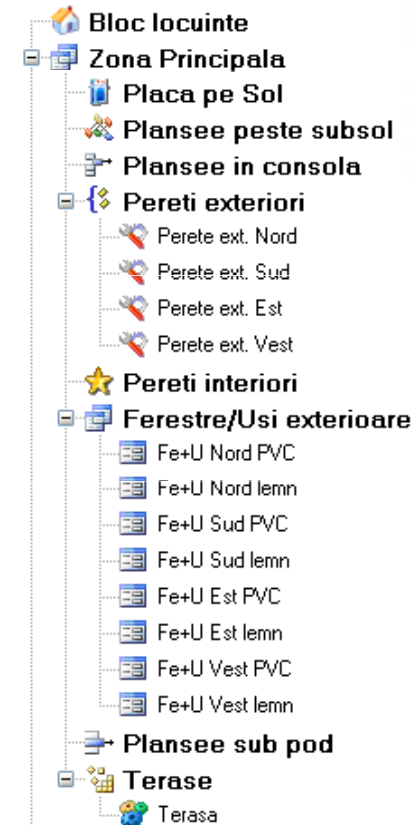 Bloc locuinte
Zona Principala
Placa pe Sol
Plansee peste subsol
Plansee in consola
Pereti exteriori
Perete ext. Nord
Perete ext. Sud
Perete ext. Est
Perete ext. Vest
Pereti interiori
Ferestre/Usi exterioare
Fe+U Nord PVC
Fe+U Nord lemn
Fe+U Sud PVC
Fe+U Sud lemn
Fe+U Est PVC
Fe+U Est lemn
Fe+U Vest PVC
Fe+U Vest lemn
Plansee sub pod
Terase
Terasa